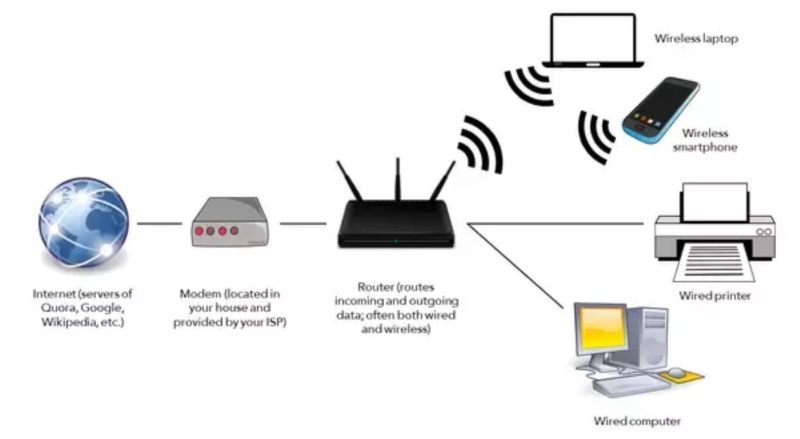 Wireless laptop
Wireless
smartphone
Internet (servers of
Quora, Google,
Wikipedia, etc.)
Modem (located in
your house and
provided by your ISP)
Router (routes
incoming and outgoing
data; often both wired
and wireless)
Wired printer
Wired computer